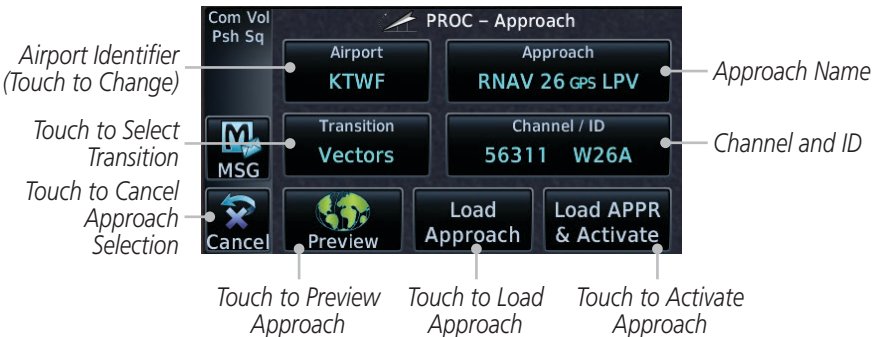 Com Vol
Psh Sq
PROC – Approach
Airport Identifier
(Touch to Change)
Airport
KTWF
Approach
RNAV 26 GPS LPV
Approach Name
Touch to Select
Transition
MSG
Transition
Vectors
Channel / ID
56311 W26A
Channel and ID
Touch to Cancel
Approach
Selection
Cancel
Preview
Load
Approach
Load APPR
& Activate
Touch to Preview
Approach
Touch to Load
Approach
Touch to Activate
Approach